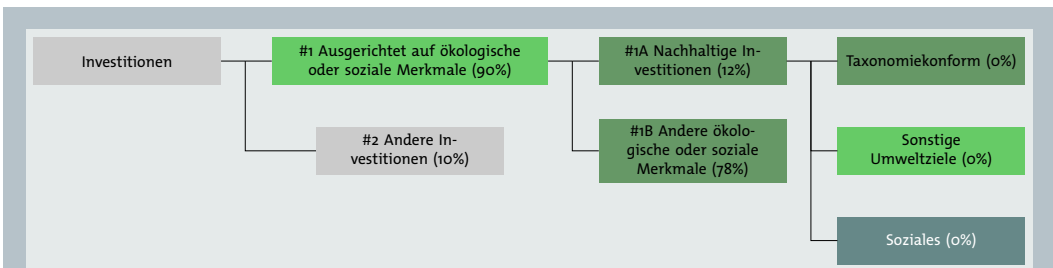 Investitionen
#1 Ausgerichtet auf ökologische
oder soziale Merkmale (90%)
#1A Nachhaltige In-
vestitionen (12%)
Taxonomiekonform (0%)
#2 Andere In-
vestitionen (10%)
#1B Andere ökolo-
gische oder soziale
Merkmale (78%)
Sonstige
Umweltziele (0%)
Soziales (0%)